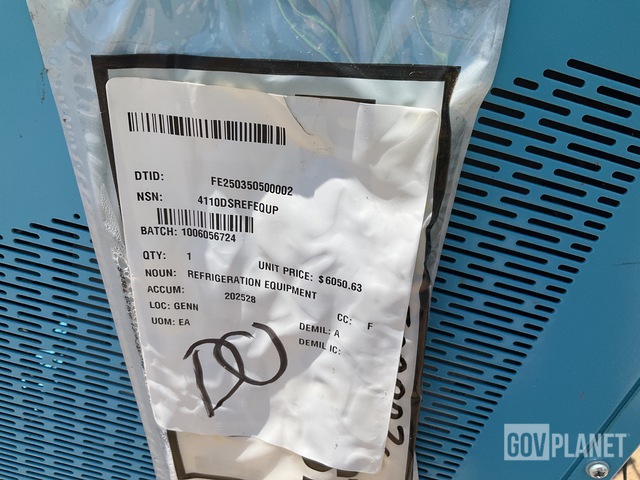 DTID: FE250350500002
NSN: 4110DSREFEQUP
BATCH: 1006056724
QTY: 1 UNIT PRICE: $6050.63
NOUN: REFRIGERATION EQUIPMENT
ACCUM: 202528
LOC: GENN CC: F
UOM: EA DEMIL: A
DEMIL IC:
DU
GOVPLANET